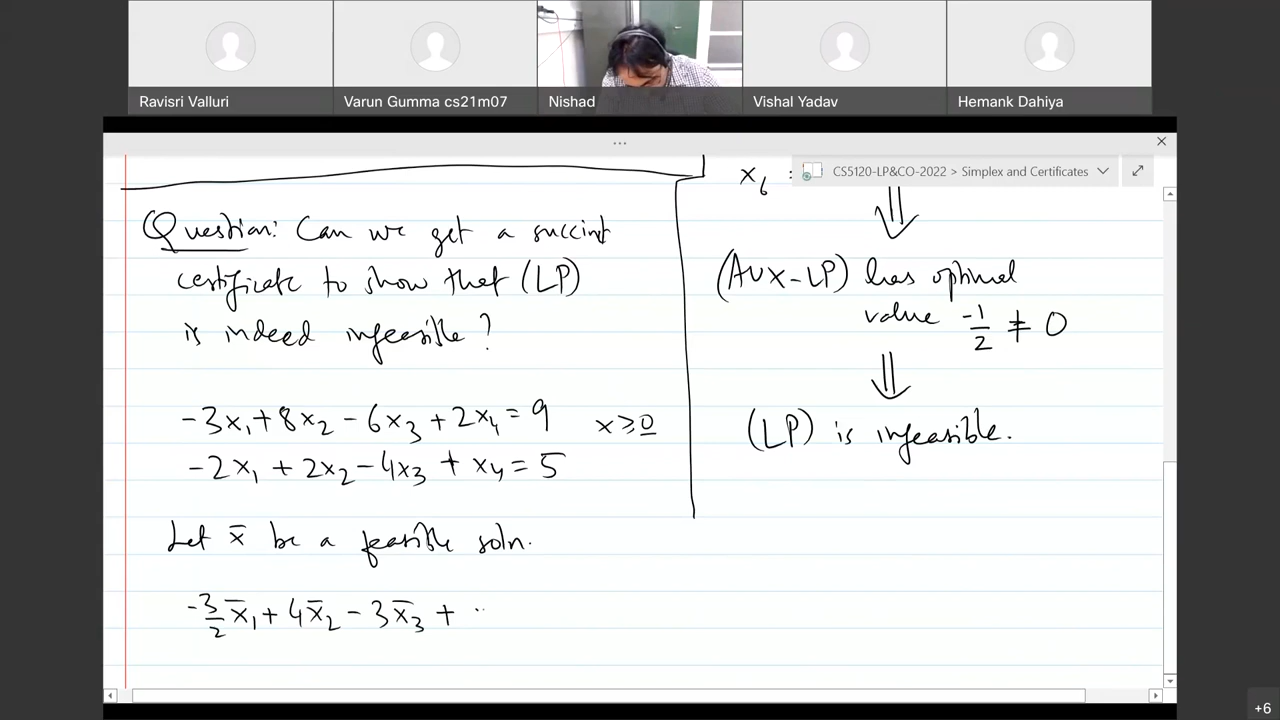 Ravisri Valluri
Varun Gumma cs21m07
Nishad
Vishal Yadav
Hemank Dahiya
CS5120-LP&CO-2022 > Simplex and Certificates
Question: Can we get a succint
certificate to show that (LP)
is indeed infeasible?
-3x₁ + 8x₂ - 6x₃ + 2x₄ = 9 x ≥ 0
-2x₁ + 2x₂ - 4x₃ + x₄ = 5
Let x̄ be a feasible soln.
-3/2 x̄₁ + 4x̄₂ - 3x̄₃ +
x₆ :
⇓
(AUX-LP) has optimal
value -1/2 ≠ 0
⇓
(LP) is infeasible.
+6